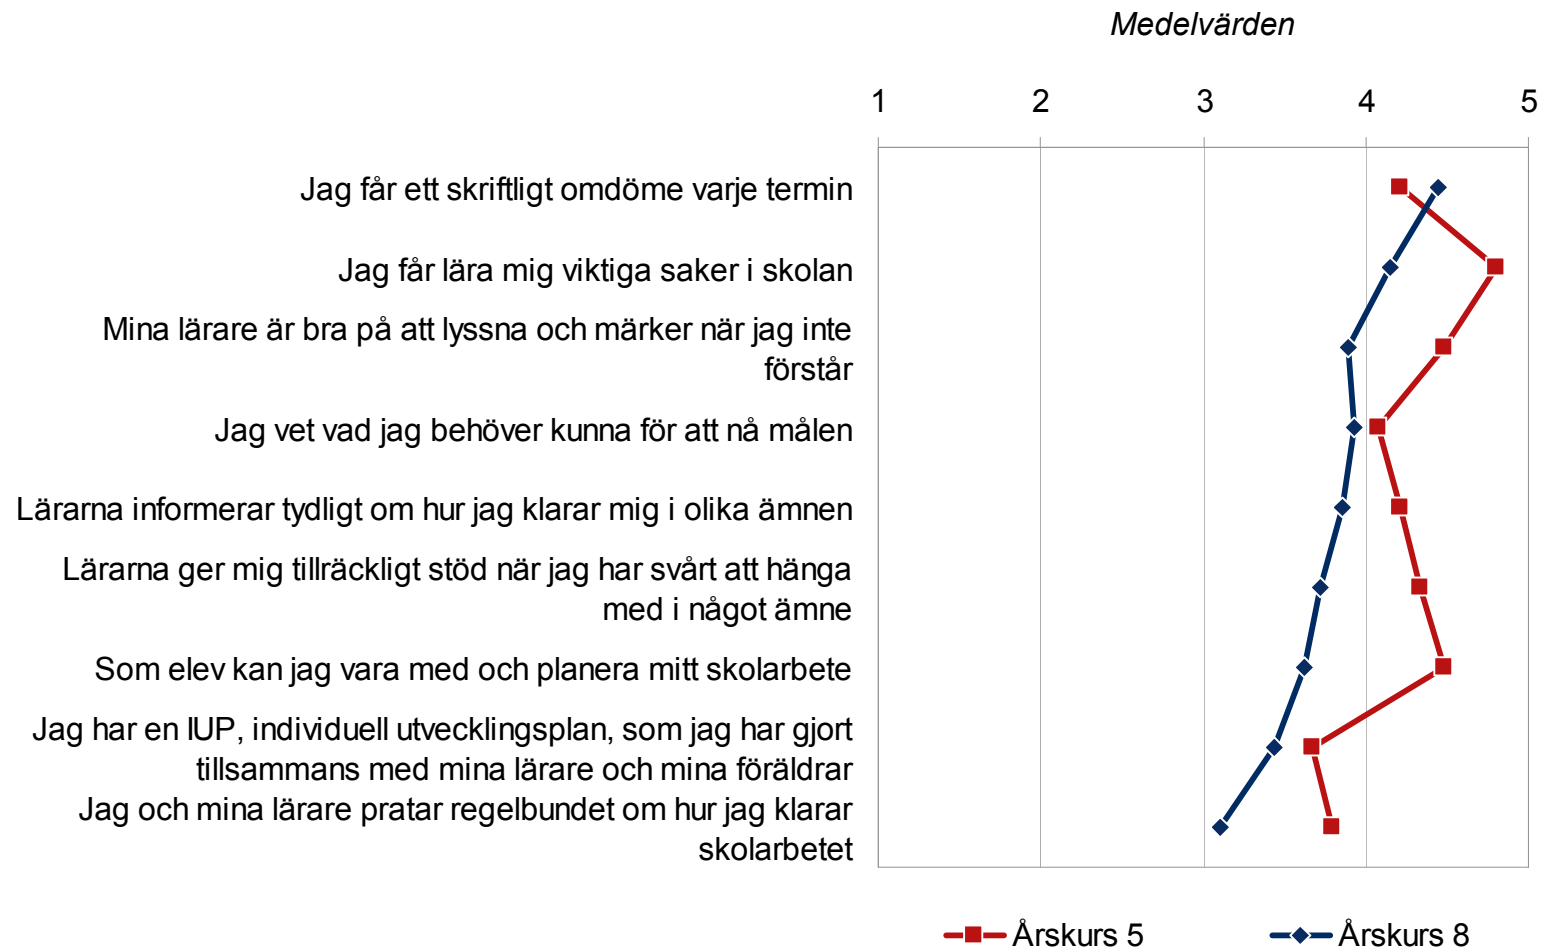 Medelvärden
1 2 3 4 5
Jag får ett skriftligt omdöme varje termin
Jag får lära mig viktiga saker i skolan
Mina lärare är bra på att lyssna och märker när jag inte
förstår
Jag vet vad jag behöver kunna för att nå målen
Lärarna informerar tydligt om hur jag klarar mig i olika ämnen
Lärarna ger mig tillräckligt stöd när jag har svårt att hänga
med i något ämne
Som elev kan jag vara med och planera mitt skolarbete
Jag har en IUP, individuell utvecklingsplan, som jag har gjort
tillsammans med mina lärare och mina föräldrar
Jag och mina lärare pratar regelbundet om hur jag klarar
skolarbetet
Årskurs 5 Årskurs 8